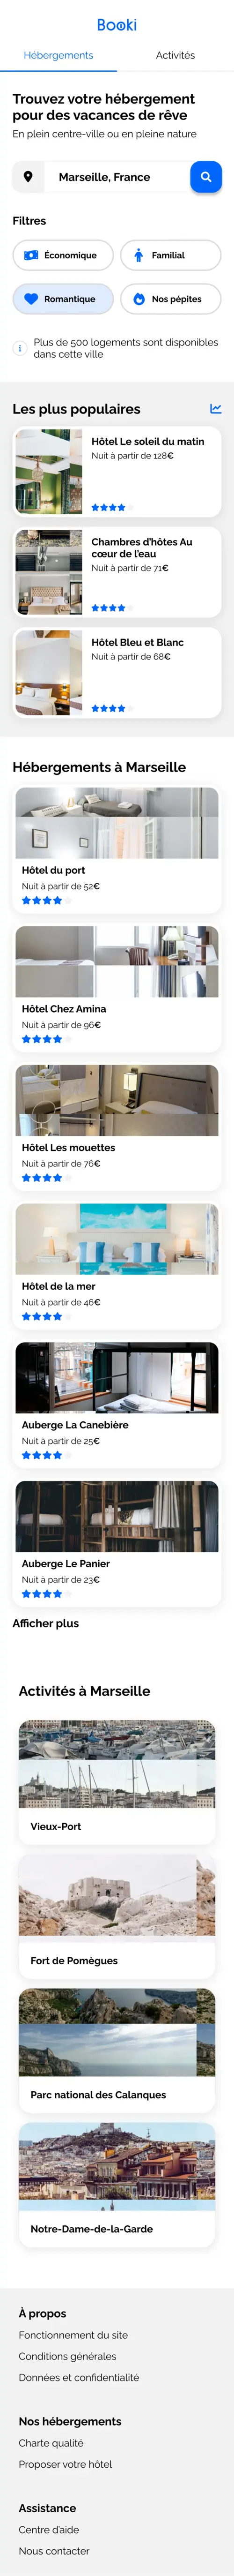 Booki
Hébergements
Activités
Trouvez votre hébergement
pour des vacances de rêve
En plein centre-ville ou en pleine nature
Marseille, France
Filtres
Économique
Familial
Romantique
Nos pépites
Plus de 500 logements sont disponibles
dans cette ville
Les plus populaires
Hôtel Le soleil du matin
Nuit à partir de 128€
Chambres d'hôtes Au
cœur de l'eau
Nuit à partir de 71€
Hôtel Bleu et Blanc
Nuit à partir de 68€
Hébergements à Marseille
Hôtel du port
Nuit à partir de 52€
Hôtel Chez Amina
Nuit à partir de 96€
Hôtel Les mouettes
Nuit à partir de 76€
Hôtel de la mer
Nuit à partir de 46€
Auberge La Canebière
Nuit à partir de 25€
Auberge Le Panier
Nuit à partir de 23€
Afficher plus
Activités à Marseille
Vieux-Port
Fort de Pomègues
Parc national des Calanques
Notre-Dame-de-la-Garde
À propos
Fonctionnement du site
Conditions générales
Données et confidentialité
Nos hébergements
Charte qualité
Proposer votre hôtel
Assistance
Centre d'aide
Nous contacter